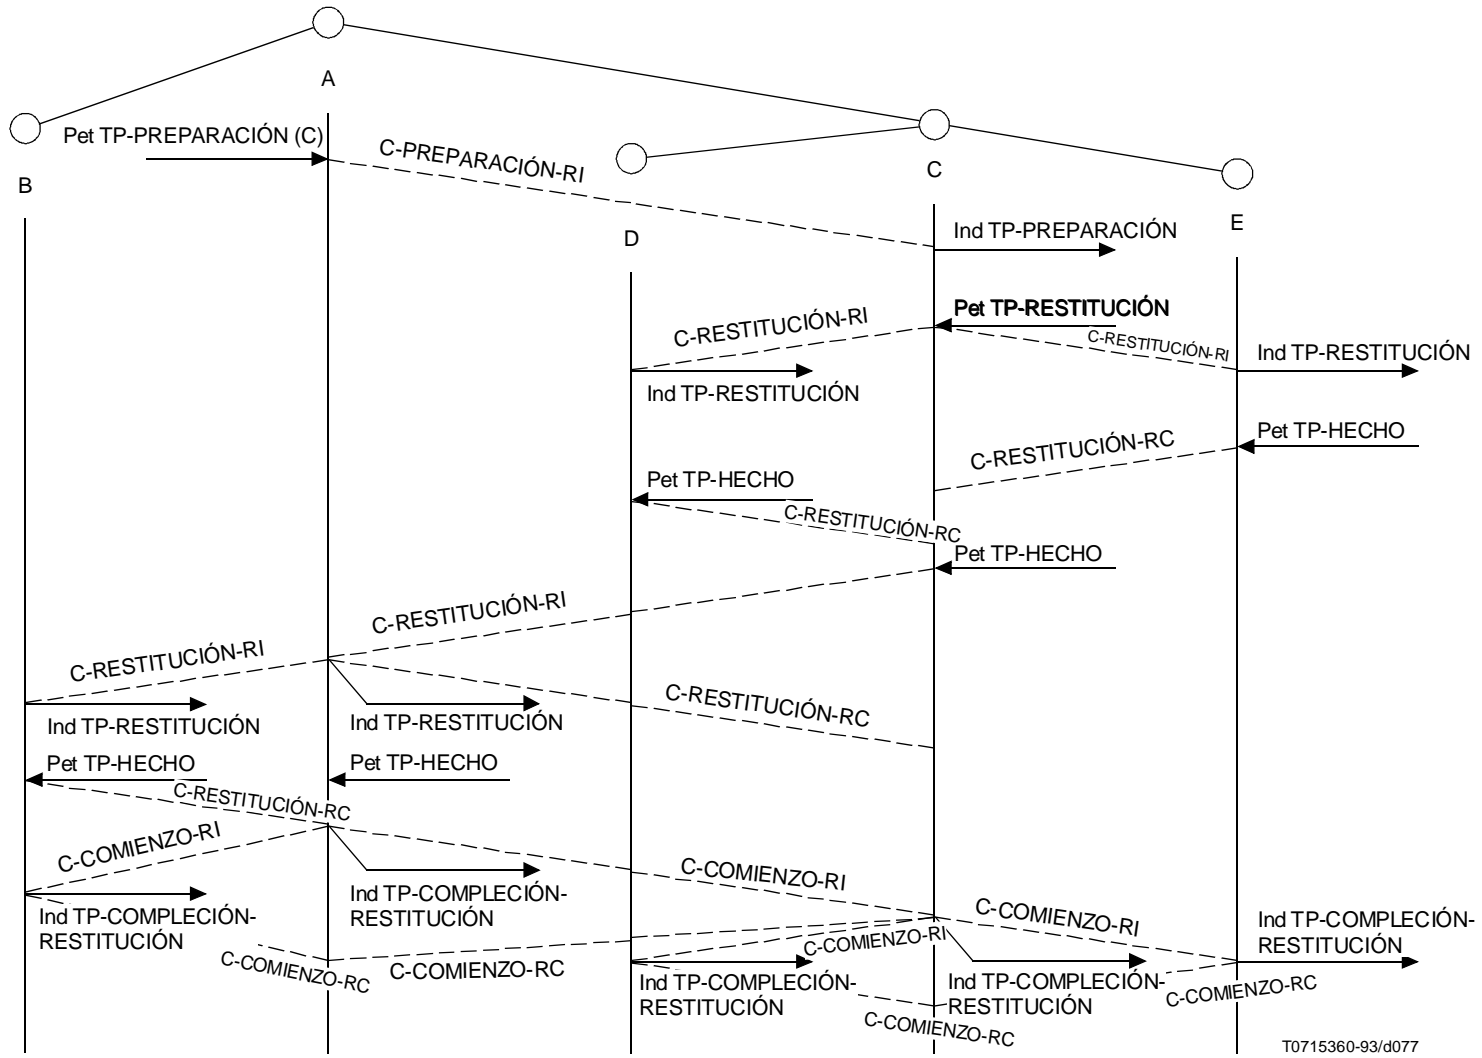 A
Pet TP-PREPARACIÓN (C)
C-PREPARACIÓN-RI
B
C
D
E
Ind TP-PREPARACIÓN
Pet TP-RESTITUCIÓN
C-RESTITUCIÓN-RI
C-RESTITUCIÓN-RI
Ind TP-RESTITUCIÓN
Ind TP-RESTITUCIÓN
Pet TP-HECHO
C-RESTITUCIÓN-RC
Pet TP-HECHO
C-RESTITUCIÓN-RC
Pet TP-HECHO
C-RESTITUCIÓN-RI
C-RESTITUCIÓN-RI
C-RESTITUCIÓN-RC
Ind TP-RESTITUCIÓN
Ind TP-RESTITUCIÓN
Pet TP-HECHO
Pet TP-HECHO
C-RESTITUCIÓN-RC
C-COMIENZO-RI
C-COMIENZO-RI
Ind TP-COMPLECIÓN-
RESTITUCIÓN
Ind TP-COMPLECIÓN-
RESTITUCIÓN
C-COMIENZO-RI
Ind TP-COMPLECIÓN-
RESTITUCIÓN
C-COMIENZO-RI
C-COMIENZO-RC
C-COMIENZO-RC
Ind TP-COMPLECIÓN-
RESTITUCIÓN
Ind TP-COMPLECIÓN-
RESTITUCIÓN
C-COMIENZO-RC
C-COMIENZO-RC
T0715360-93/d077